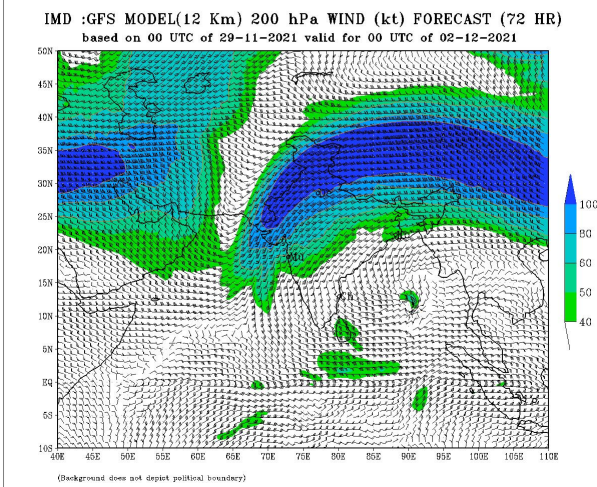 IMD :GFS MODEL(12 Km) 200 hPa WIND (kt) FORECAST (72 HR)
based on 00 UTC of 29-11-2021 valid for 00 UTC of 02-12-2021
50N
45N
40N
35N
30N
25N
20N
15N
10N
5N
EQ
5S
10S
40E 45E 50E 55E 60E 65E 70E 75E 80E 85E 90E 95E 100E 105E 110E
100
80
60
50
40
(Background does not depict political boundary)